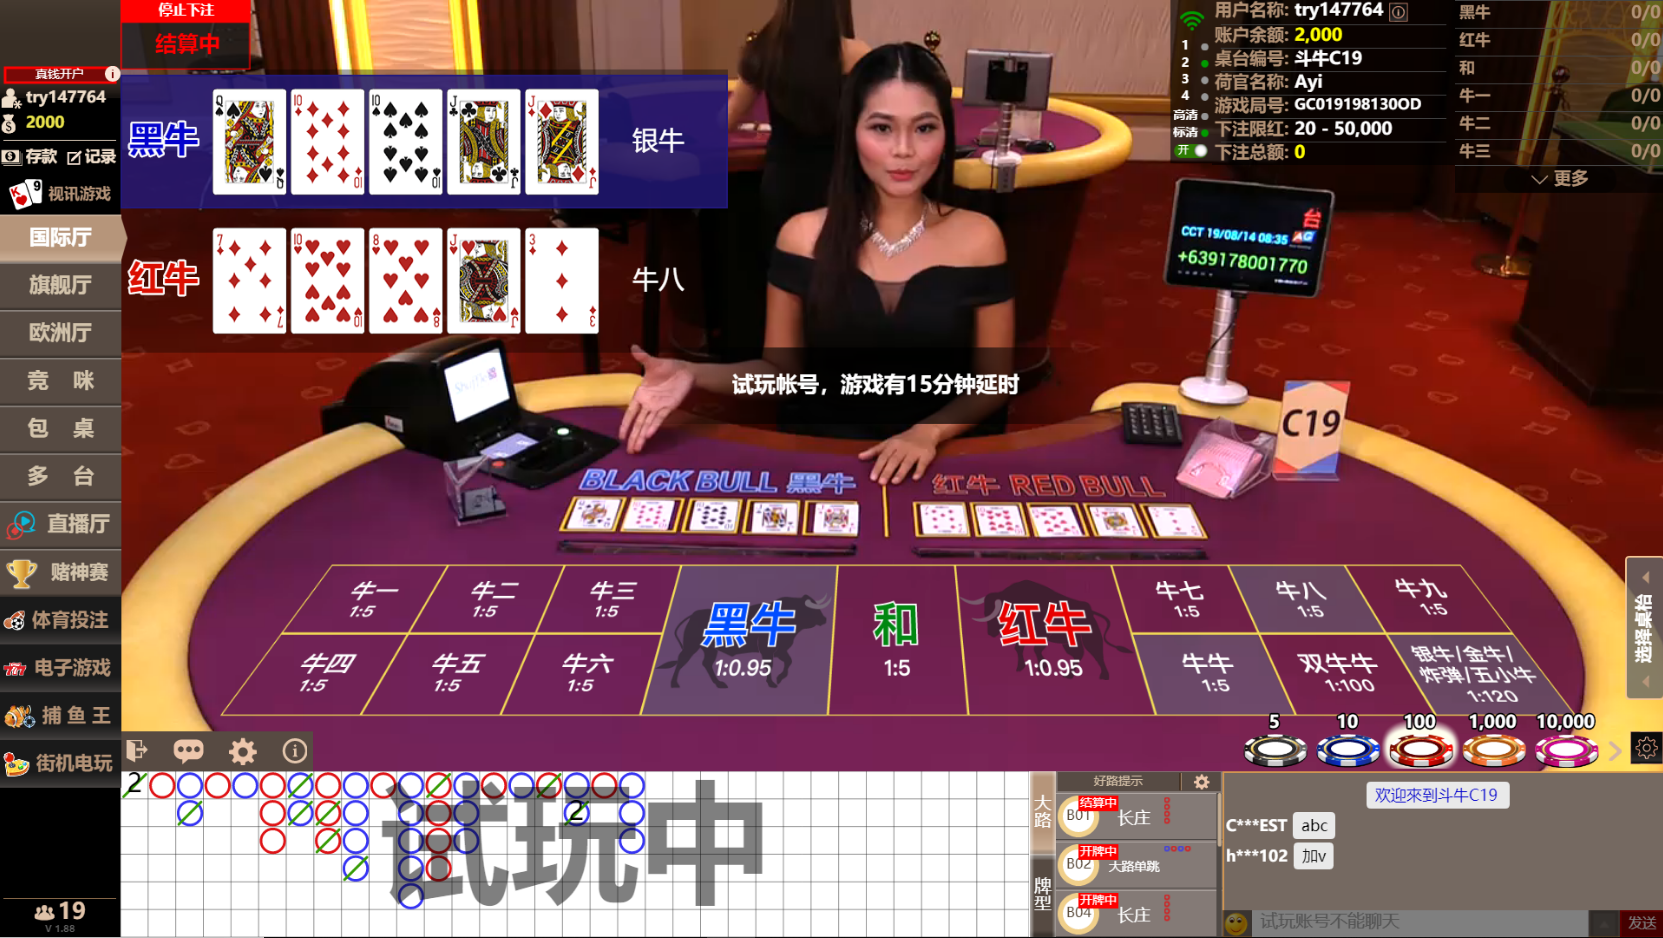 停止下注
结算中
真钱开户
try147764
2000
存款 记录
视讯游戏
国际厅
旗舰厅
欧洲厅
竞 咪
包 桌
多 台
直播厅
赌神赛
体育投注
电子游戏
捕鱼王
街机电玩
19
V 1.88
黑牛
Q 10 10 J J
银牛
红牛
7 10 8 J 3
牛八
试玩帐号，游戏有15分钟延时
1
2
3
4
高清
标清
开
用户名称: try147764
账户余额: 2,000
桌台编号: 斗牛C19
荷官名称: Ayi
游戏局号: GC019198130OD
下注限红: 20 - 50,000
下注总额: 0
黑牛 0/0
红牛 0/0
和 0/0
牛一 0/0
牛二 0/0
牛三 0/0
更多
台
CCT 19/08/14 08:35 AG
+639178001770
C19
BLACK BULL 黑牛
红牛 RED BULL
牛一 1:5
牛二 1:5
牛三 1:5
牛四 1:5
牛五 1:5
牛六 1:5
黑牛
1:0.95
和
1:5
红牛
1:0.95
牛七 1:5
牛八 1:5
牛九 1:5
牛牛 1:5
双牛牛 1:100
银牛/金牛/
炸弹/五小牛
1:120
选择桌枱
5 10 100 1,000 10,000
2
2
试玩中
大路
牌型
好路提示
结算中
B01 长庄
开牌中
B02 大路单跳
开牌中
B04 长庄
欢迎來到斗牛C19
C***EST abc
h***102 加v
试玩账号不能聊天
发送